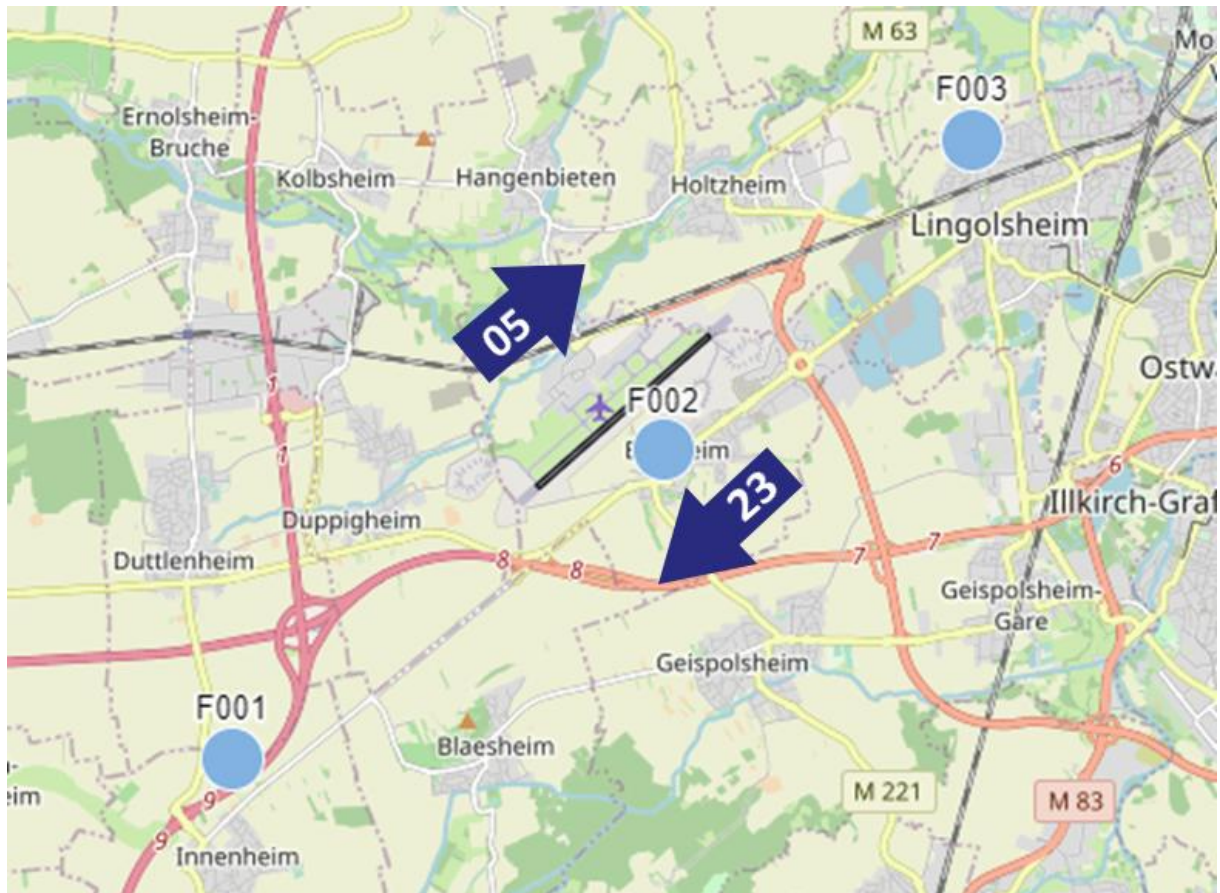 M 63
Mo
F003
Ernolsheim-
Bruche
Kolbsheim
Hangenbieten
Holtzheim
Lingolsheim
05
1
1
Ostwa
F002
eim
23
6
Illkirch-Graf
Duppigheim
Duttlenheim
8
8
7
7
Geispolsheim-
Gare
Geispolsheim
F001
Blaesheim
eim
9
9
M 221
M 83
Innenheim